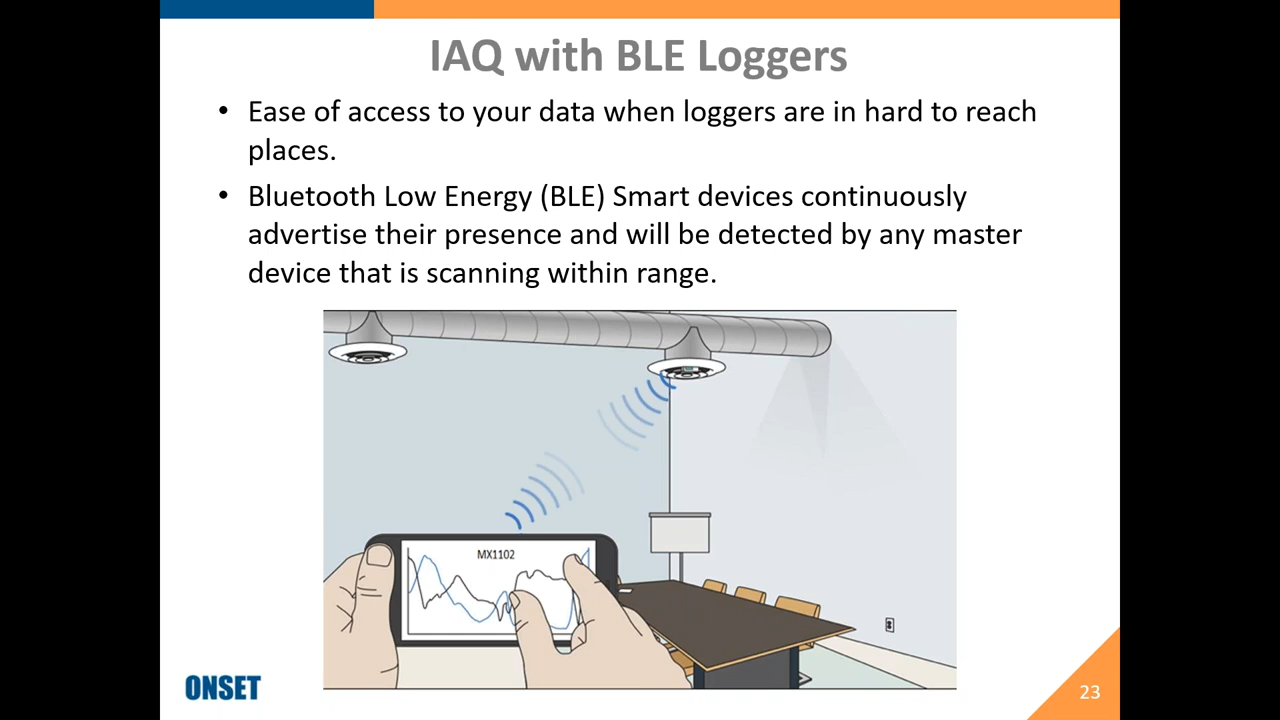 IAQ with BLE Loggers
• Ease of access to your data when loggers are in hard to reach
places.
• Bluetooth Low Energy (BLE) Smart devices continuously
advertise their presence and will be detected by any master
device that is scanning within range.
MX1102
ONSET
23